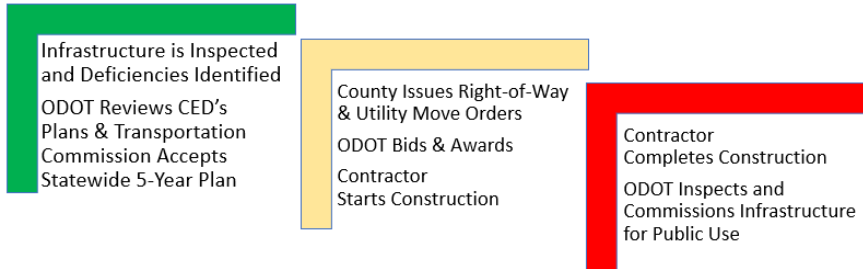 Infrastructure is Inspected
and Deficiencies Identified
ODOT Reviews CED's
Plans & Transportation
Commission Accepts
Statewide 5-Year Plan
County Issues Right-of-Way
& Utility Move Orders
ODOT Bids & Awards
Contractor
Starts Construction
Contractor
Completes Construction
ODOT Inspects and
Commissions Infrastructure
for Public Use